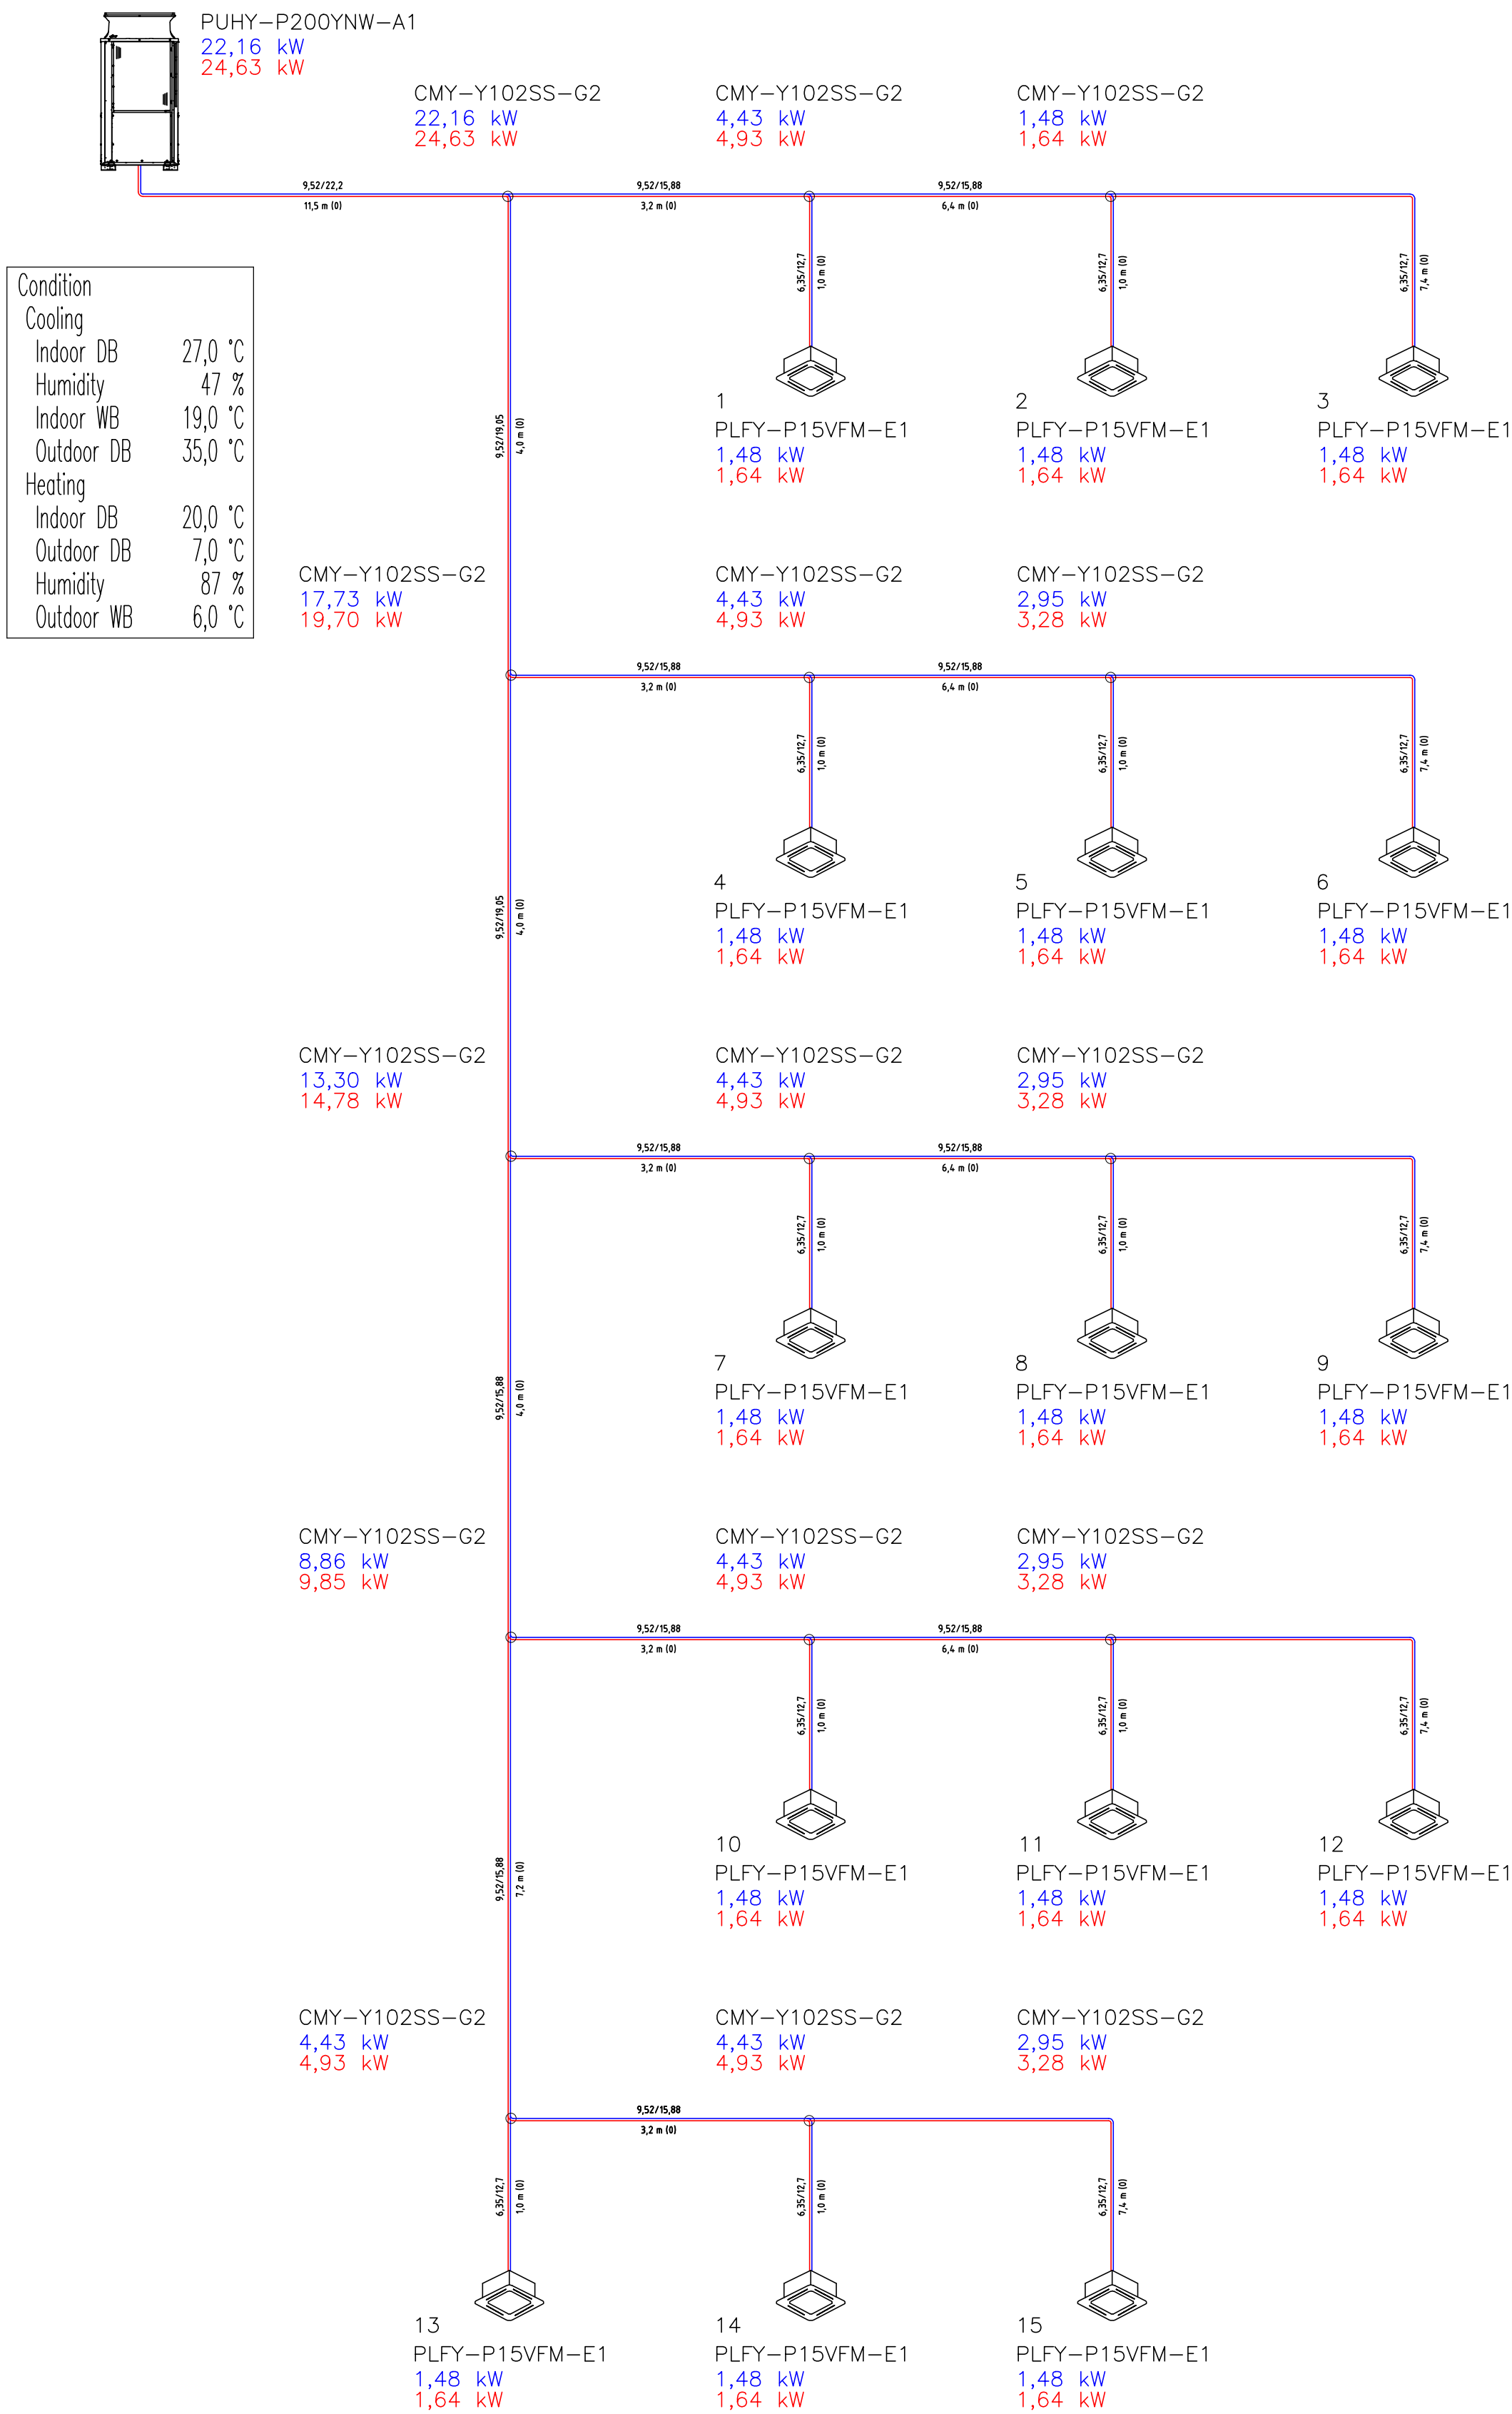 PUHY-P200YNW-A1
22,16 kW
24,63 kW
CMY-Y102SS-G2
22,16 kW
24,63 kW
CMY-Y102SS-G2
4,43 kW
4,93 kW
CMY-Y102SS-G2
1,48 kW
1,64 kW
9,52/22,2
11,5 m (0)
9,52/15,88
3,2 m (0)
9,52/15,88
6,4 m (0)
6,35/12,7
1,0 m (0)
6,35/12,7
1,0 m (0)
6,35/12,7
7,4 m (0)
Condition
Cooling
Indoor DB 27,0 °C
Humidity 47 %
Indoor WB 19,0 °C
Outdoor DB 35,0 °C
Heating
Indoor DB 20,0 °C
Outdoor DB 7,0 °C
Humidity 87 %
Outdoor WB 6,0 °C
1
PLFY-P15VFM-E1
1,48 kW
1,64 kW
2
PLFY-P15VFM-E1
1,48 kW
1,64 kW
3
PLFY-P15VFM-E1
1,48 kW
1,64 kW
9,52/19,05
4,0 m (0)
CMY-Y102SS-G2
17,73 kW
19,70 kW
CMY-Y102SS-G2
4,43 kW
4,93 kW
CMY-Y102SS-G2
2,95 kW
3,28 kW
9,52/15,88
3,2 m (0)
9,52/15,88
6,4 m (0)
6,35/12,7
1,0 m (0)
6,35/12,7
1,0 m (0)
6,35/12,7
7,4 m (0)
4
PLFY-P15VFM-E1
1,48 kW
1,64 kW
5
PLFY-P15VFM-E1
1,48 kW
1,64 kW
6
PLFY-P15VFM-E1
1,48 kW
1,64 kW
9,52/19,05
4,0 m (0)
CMY-Y102SS-G2
13,30 kW
14,78 kW
CMY-Y102SS-G2
4,43 kW
4,93 kW
CMY-Y102SS-G2
2,95 kW
3,28 kW
9,52/15,88
3,2 m (0)
9,52/15,88
6,4 m (0)
6,35/12,7
1,0 m (0)
6,35/12,7
1,0 m (0)
6,35/12,7
7,4 m (0)
7
PLFY-P15VFM-E1
1,48 kW
1,64 kW
8
PLFY-P15VFM-E1
1,48 kW
1,64 kW
9
PLFY-P15VFM-E1
1,48 kW
1,64 kW
9,52/15,88
4,0 m (0)
CMY-Y102SS-G2
8,86 kW
9,85 kW
CMY-Y102SS-G2
4,43 kW
4,93 kW
CMY-Y102SS-G2
2,95 kW
3,28 kW
9,52/15,88
3,2 m (0)
9,52/15,88
6,4 m (0)
6,35/12,7
1,0 m (0)
6,35/12,7
1,0 m (0)
6,35/12,7
7,4 m (0)
10
PLFY-P15VFM-E1
1,48 kW
1,64 kW
11
PLFY-P15VFM-E1
1,48 kW
1,64 kW
12
PLFY-P15VFM-E1
1,48 kW
1,64 kW
9,52/15,88
7,2 m (0)
CMY-Y102SS-G2
4,43 kW
4,93 kW
CMY-Y102SS-G2
4,43 kW
4,93 kW
CMY-Y102SS-G2
2,95 kW
3,28 kW
9,52/15,88
3,2 m (0)
6,35/12,7
1,0 m (0)
6,35/12,7
1,0 m (0)
6,35/12,7
7,4 m (0)
13
PLFY-P15VFM-E1
1,48 kW
1,64 kW
14
PLFY-P15VFM-E1
1,48 kW
1,64 kW
15
PLFY-P15VFM-E1
1,48 kW
1,64 kW